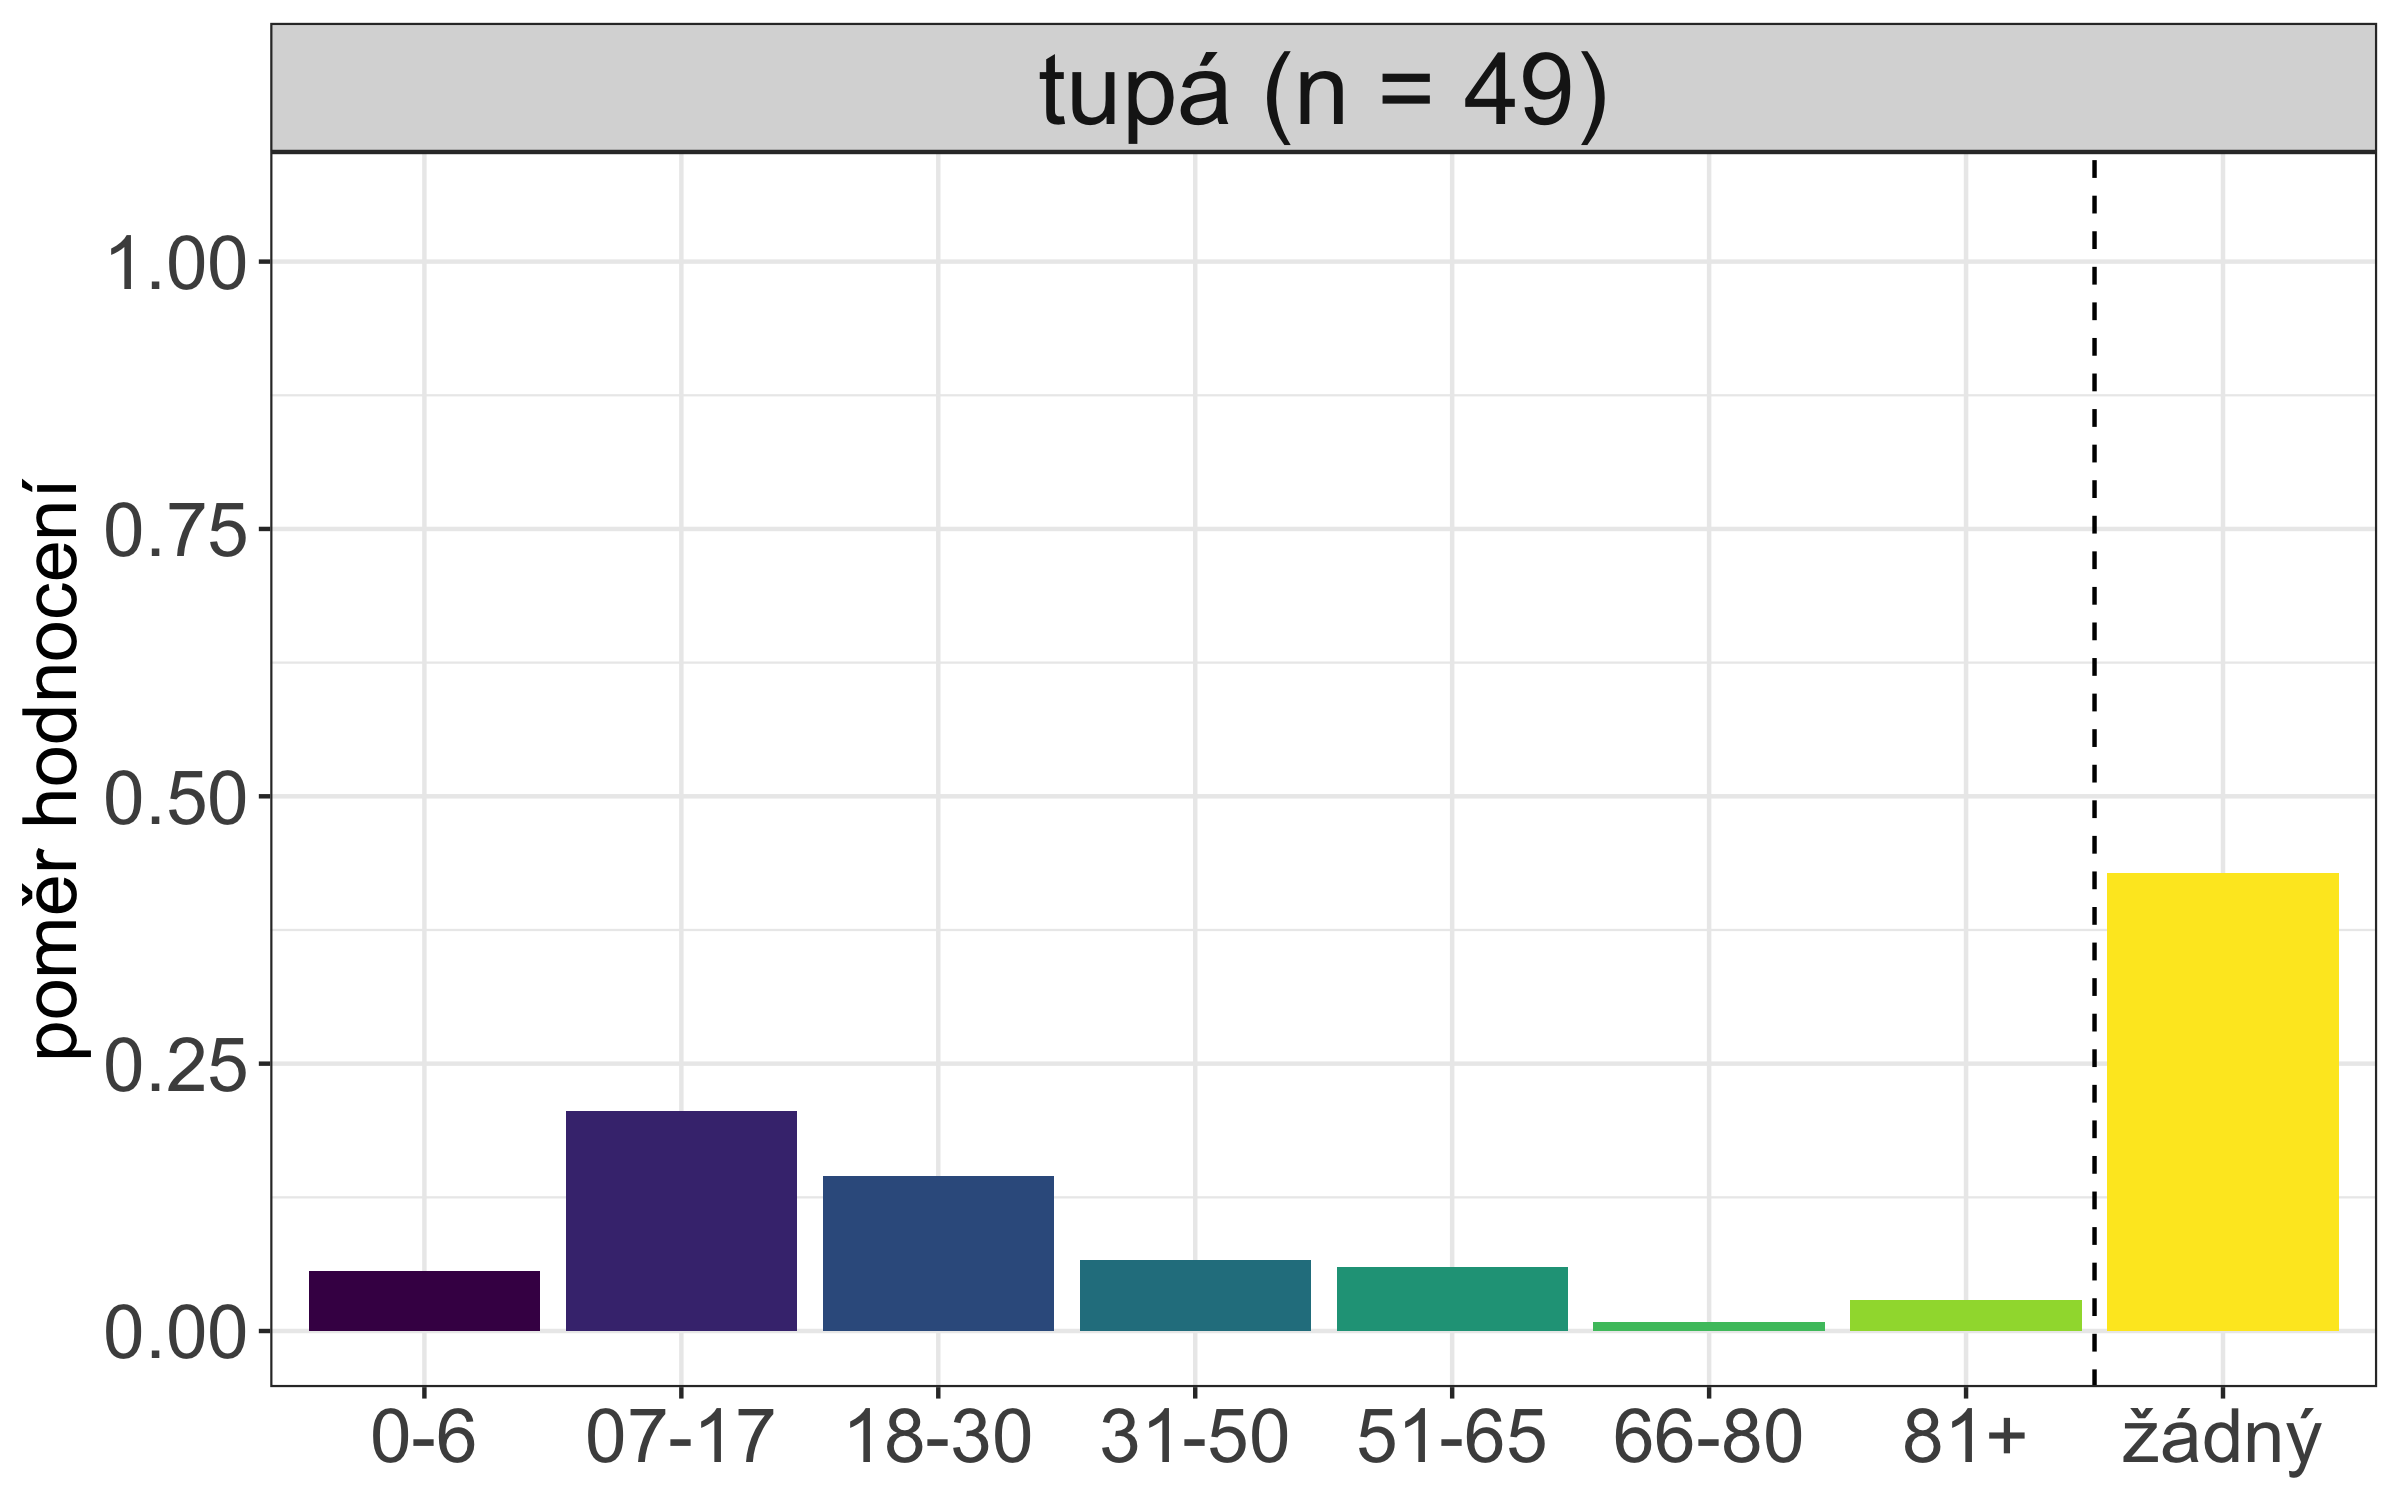 tupá (n = 49)
poměr hodnocení
1.00
0.75
0.50
0.25
0.00
0-6 07-17 18-30 31-50 51-65 66-80 81+ žádný